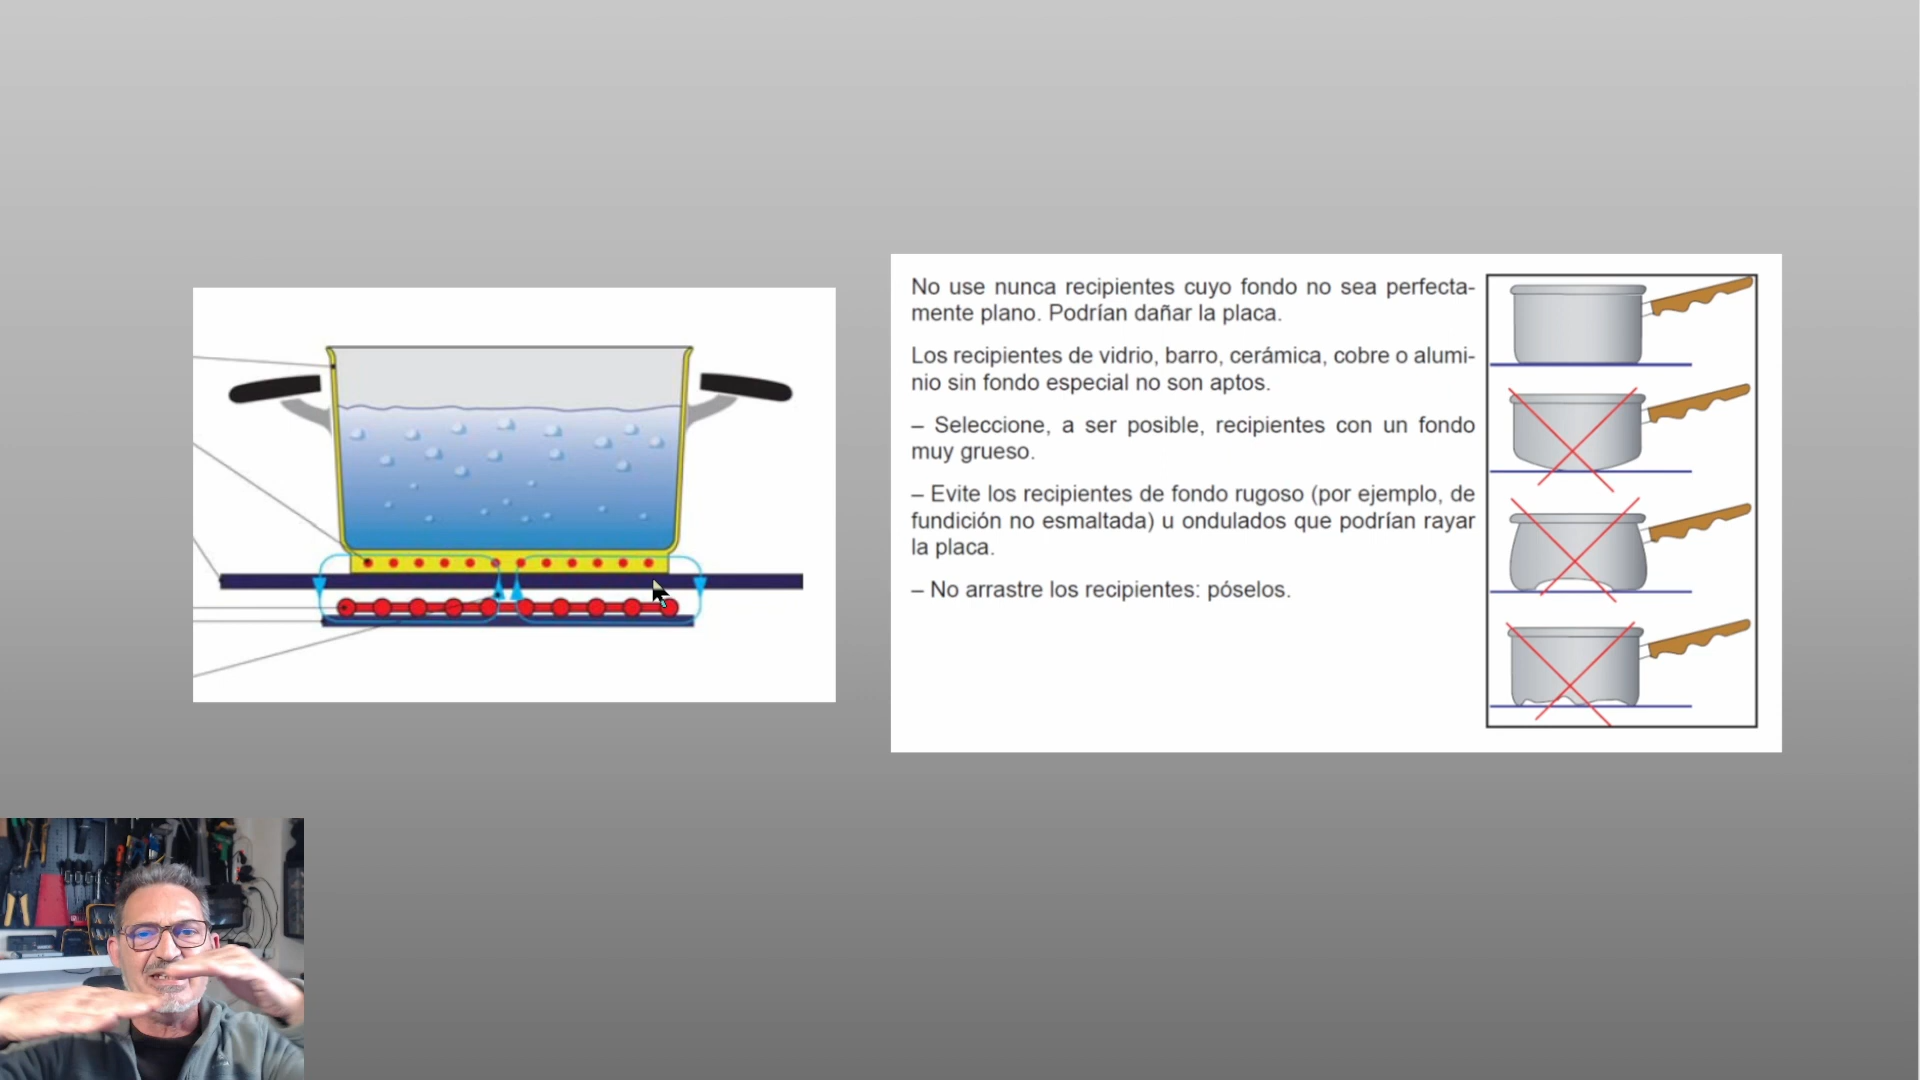 No use nunca recipientes cuyo fondo no sea perfecta-
mente plano. Podrían dañar la placa.
Los recipientes de vidrio, barro, cerámica, cobre o alumi-
nio sin fondo especial no son aptos.
– Seleccione, a ser posible, recipientes con un fondo
muy grueso.
– Evite los recipientes de fondo rugoso (por ejemplo, de
fundición no esmaltada) u ondulados que podrían rayar
la placa.
– No arrastre los recipientes: póselos.